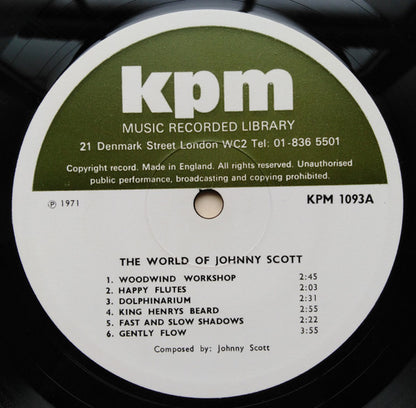 kpm
MUSIC RECORDED LIBRARY
21 Denmark Street London WC2 Tel: 01-836 5501
Copyright record. Made in England. All rights reserved. Unauthorised
public performance, broadcasting and copying prohibited.
℗ 1971
KPM 1093A
THE WORLD OF JOHNNY SCOTT
1. WOODWIND WORKSHOP 2:45
2. HAPPY FLUTES 2:03
3. DOLPHINARIUM 2:31
4. KING HENRYS BEARD 2:55
5. FAST AND SLOW SHADOWS 2:22
6. GENTLY FLOW 3:55
Composed by: Johnny Scott